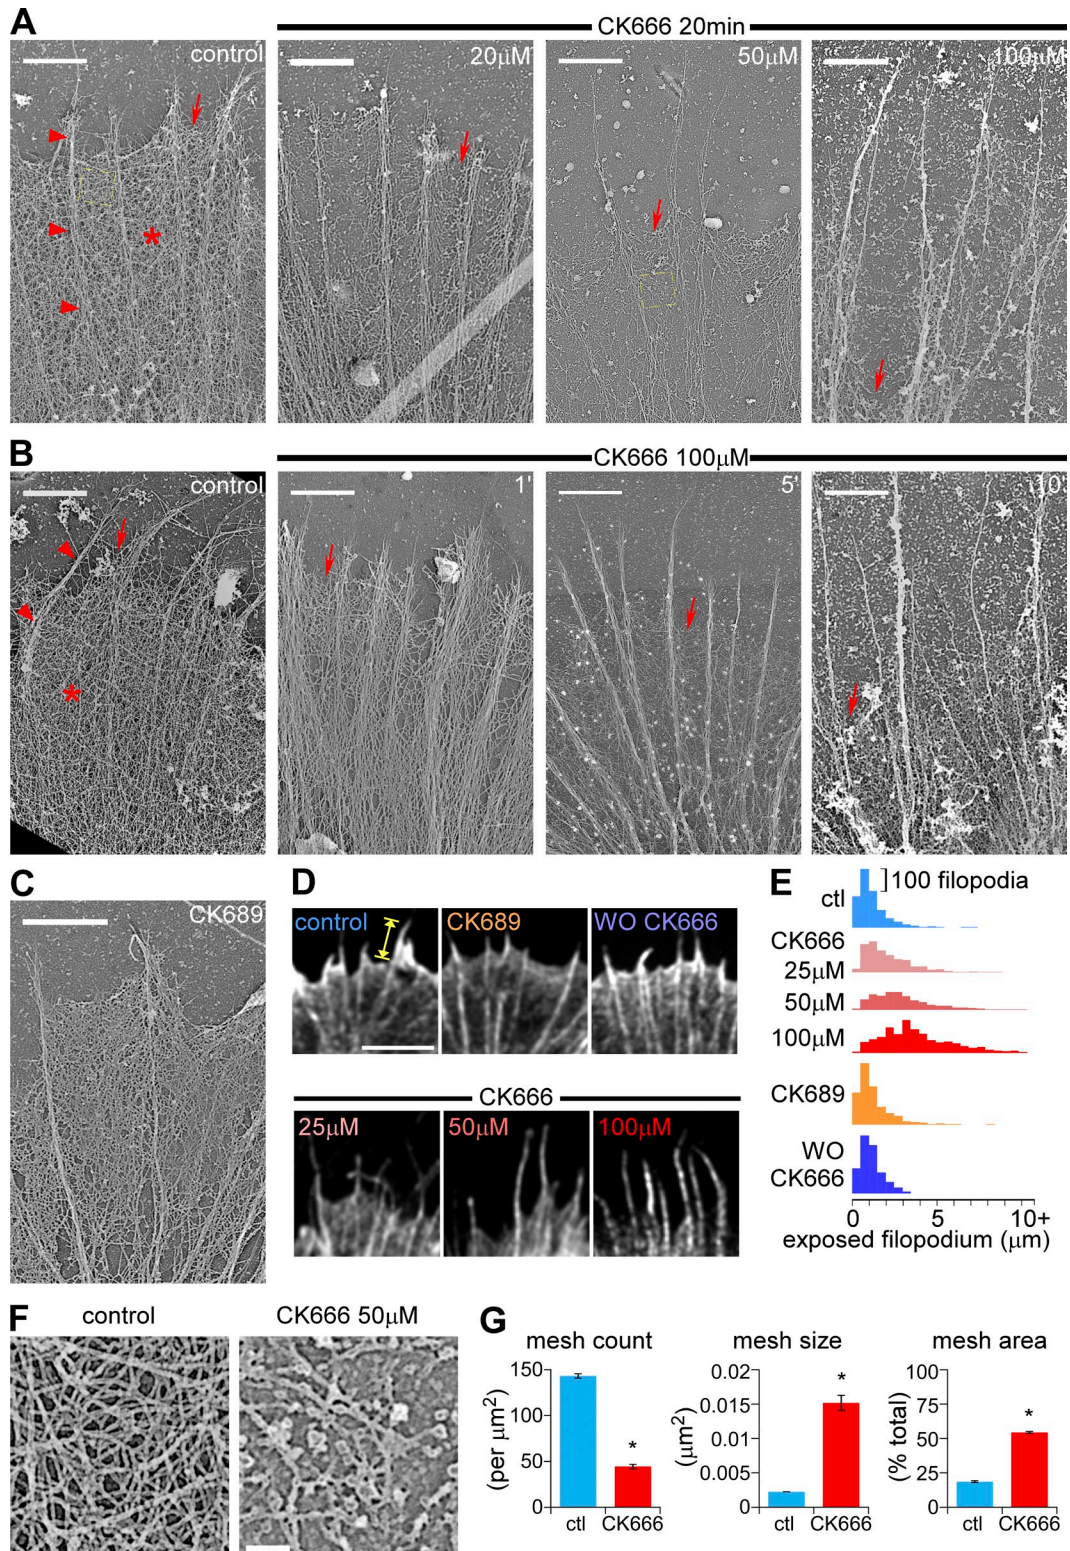 A
CK666 20min
control
20µM
50µM
100µM
*
B
CK666 100µM
control
1'
5'
10'
*
C
CK689
D
control
CK689
WO CK666
CK666
25µM
50µM
100µM
E
ctl
]100 filopodia
CK666
25µM
50µM
100µM
CK689
WO
CK666
0 5 10+
exposed filopodium (µm)
F
control
CK666 50µM
G
mesh count
(per µm²)
150
100
50
0
*
ctl CK666
mesh size
(µm²)
0.02
0.015
0.01
0.005
0
*
ctl CK666
mesh area
(% total)
100
75
50
25
0
*
ctl CK666